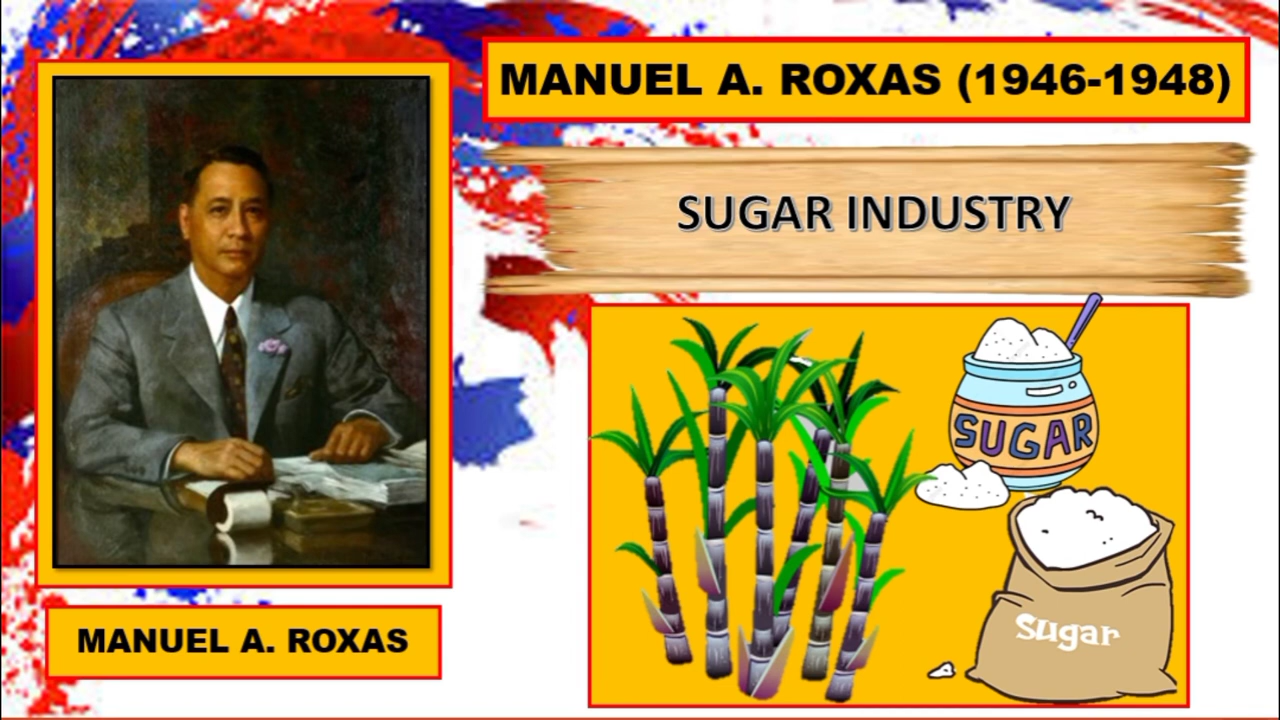 MANUEL A. ROXAS (1946-1948)
SUGAR INDUSTRY
SUGAR
Sugar
MANUEL A. ROXAS